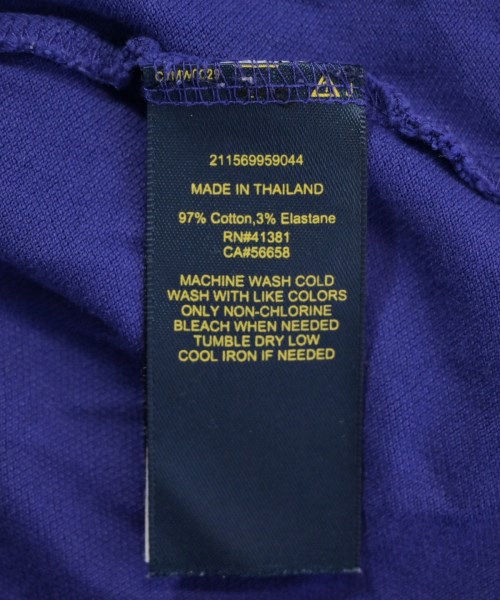 211569959044
MADE IN THAILAND
97% Cotton,3% Elastane
RN#41381
CA#56658
MACHINE WASH COLD
WASH WITH LIKE COLORS
ONLY NON-CHLORINE
BLEACH WHEN NEEDED
TUMBLE DRY LOW
COOL IRON IF NEEDED